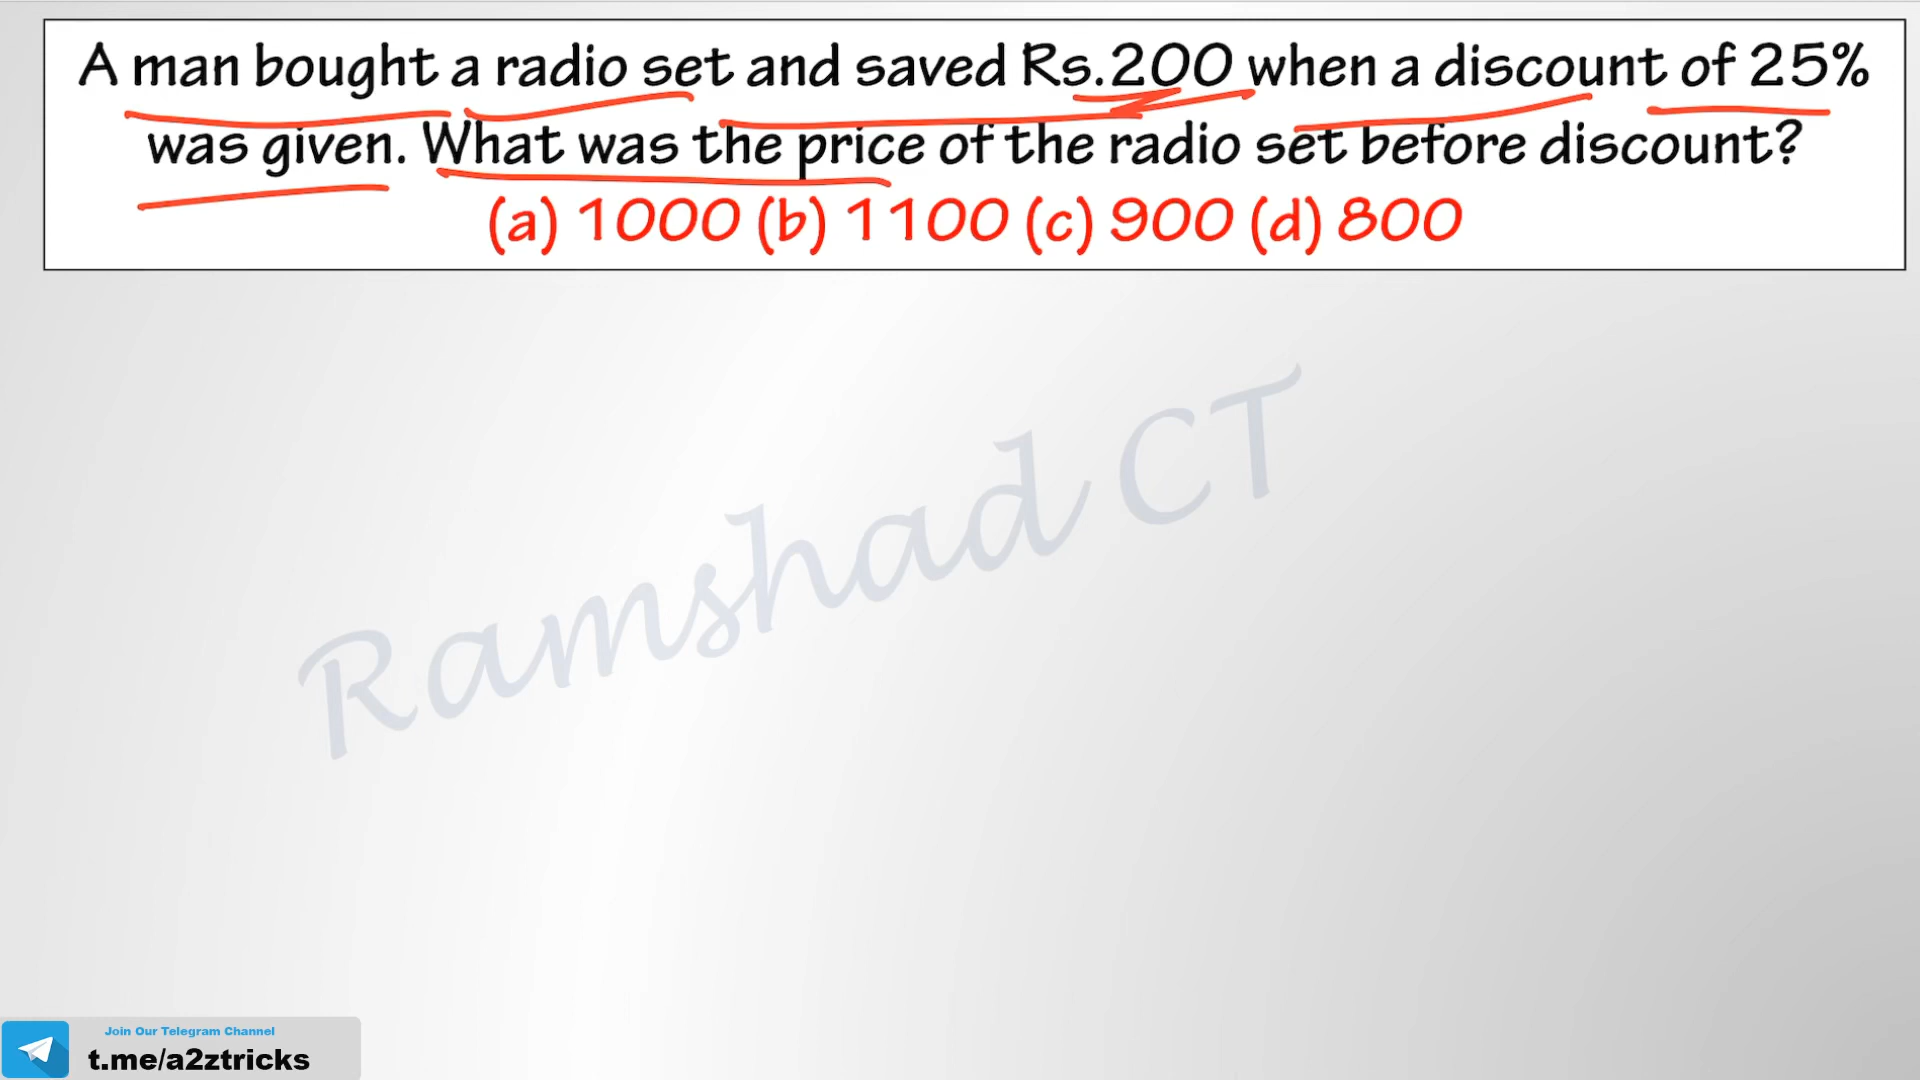 A man bought a radio set and saved Rs.200 when a discount of 25%
was given. What was the price of the radio set before discount?
(a) 1000 (b) 1100 (c) 900 (d) 800
Ramshad CT
Join Our Telegram Channel
t.me/a2ztricks